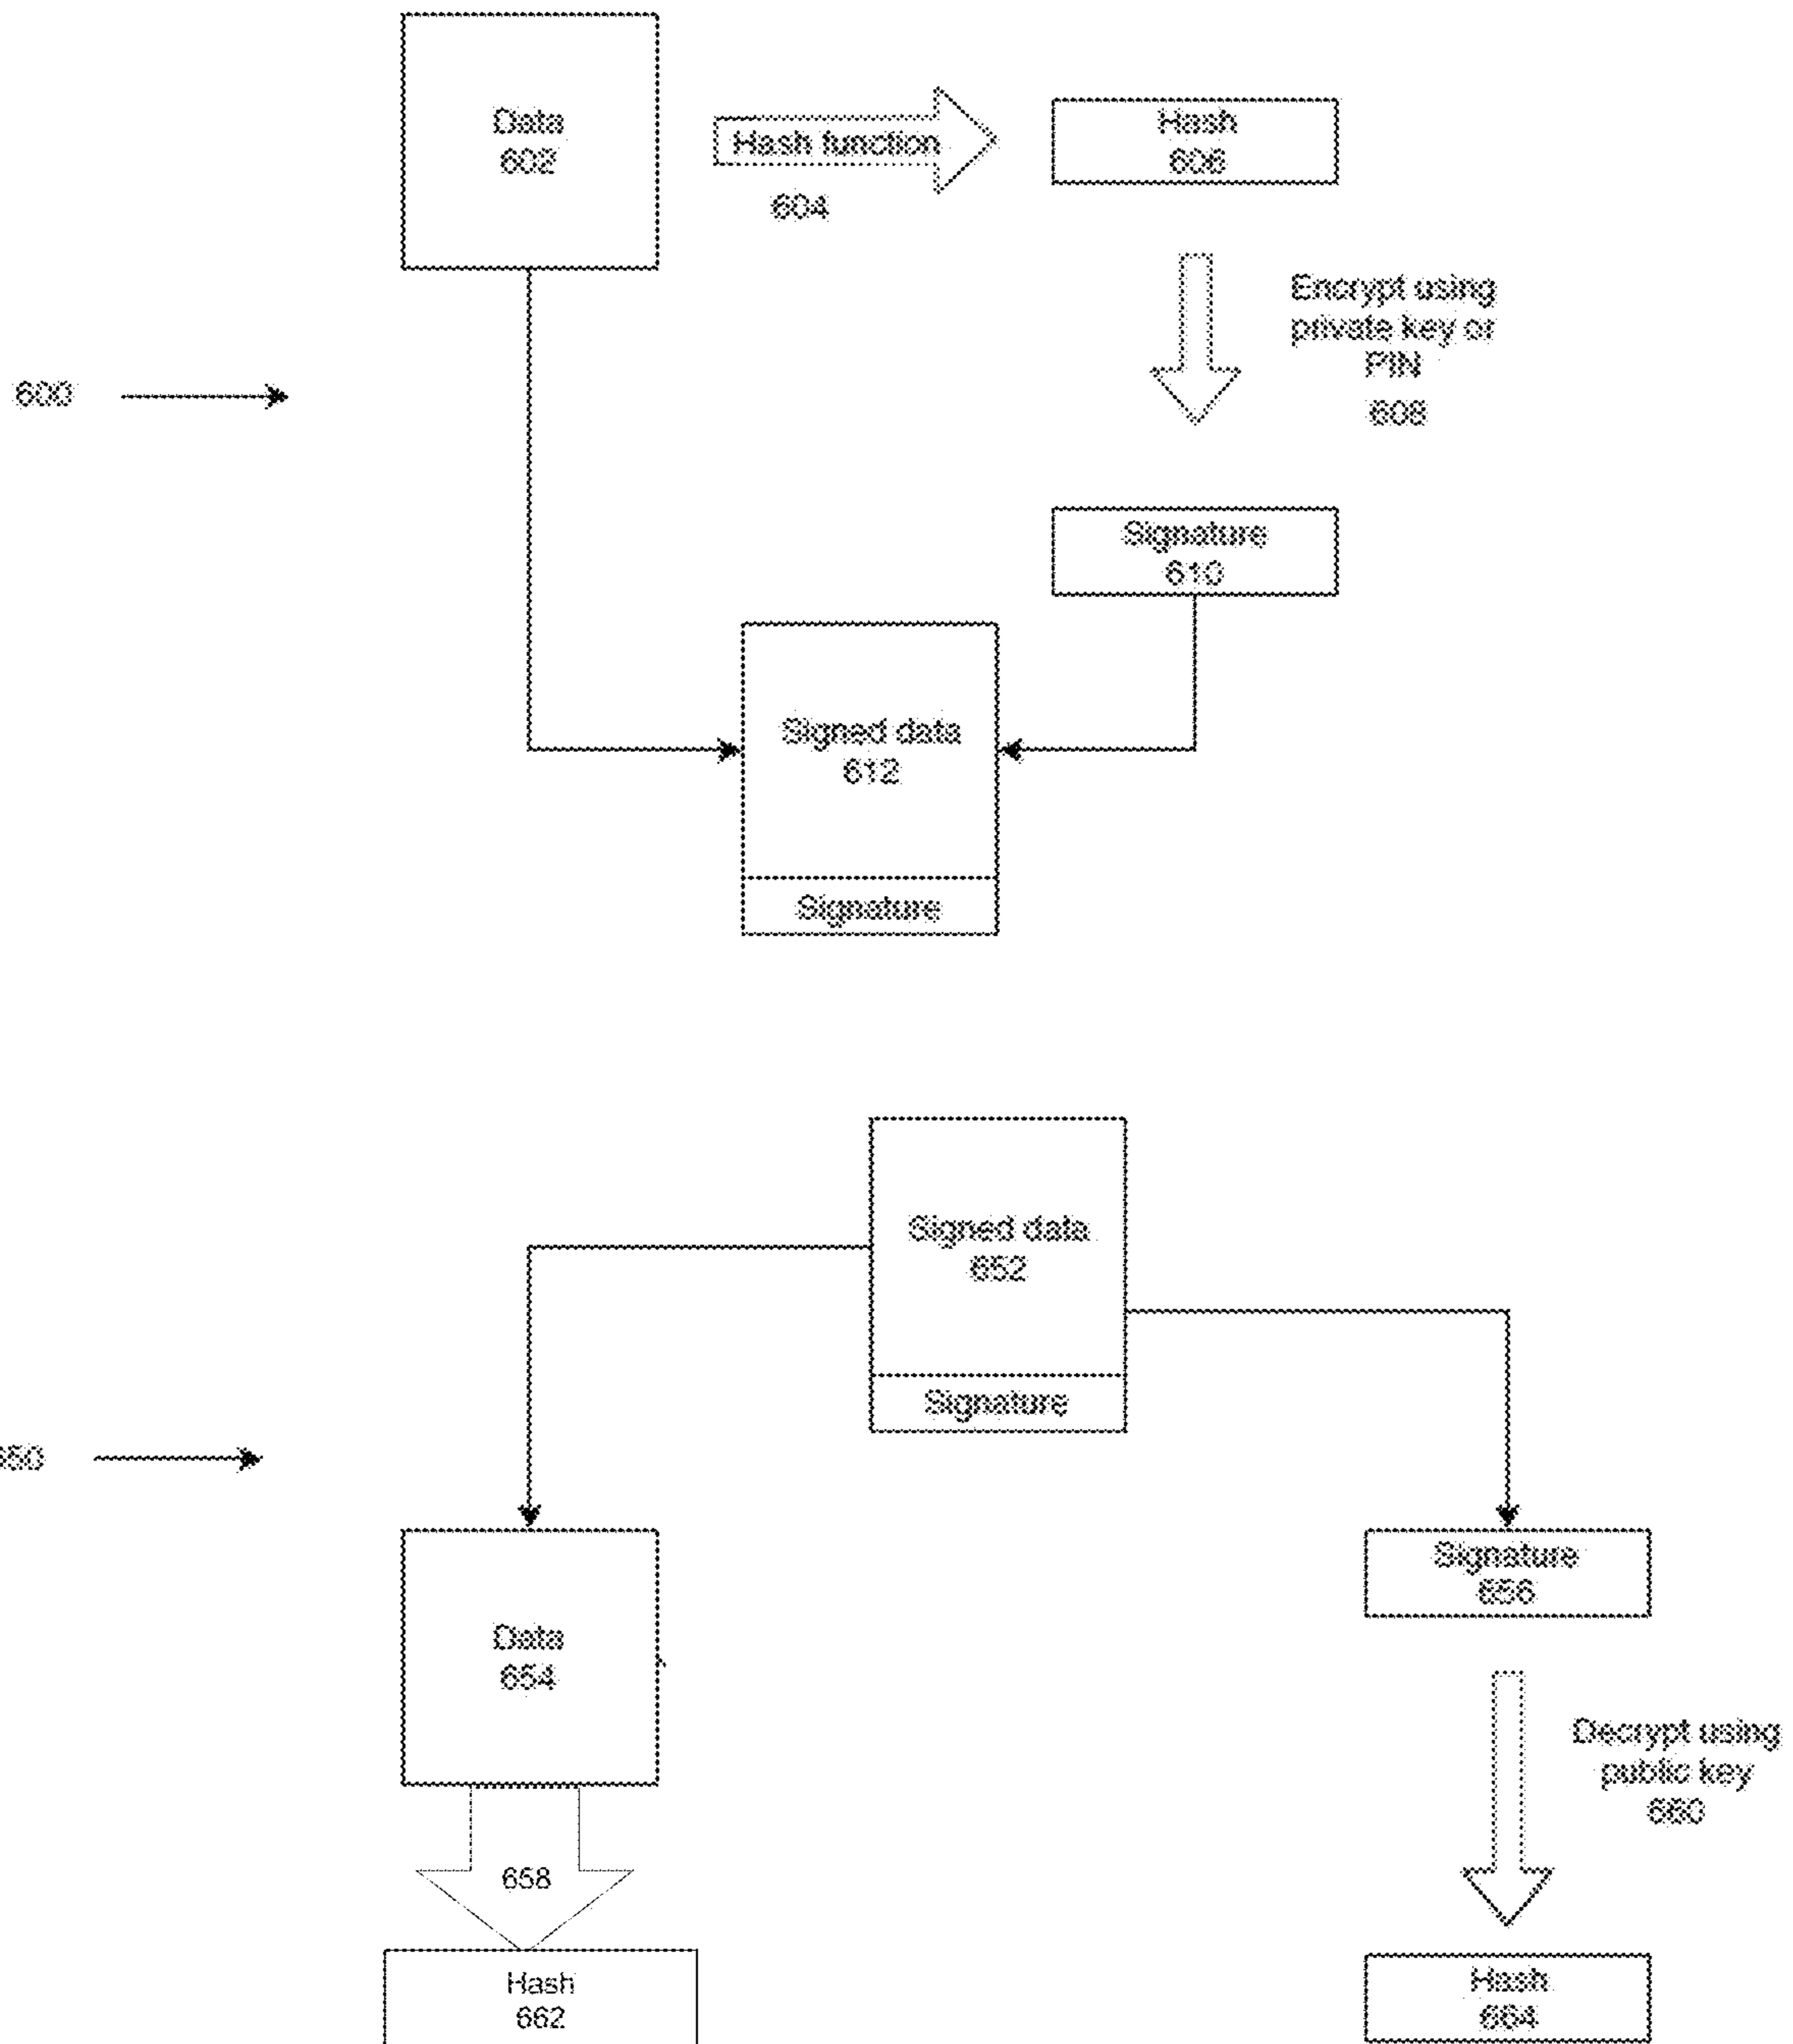 Data
602
Hash function
604
Hash
606
Encrypt using
private key or
PIN
608
600
Signature
610
Signed data
612
Signature
Signed data
652
Signature
650
Data
654
Signature
656
658
Decrypt using
public key
660
Hash
662
Hash
664